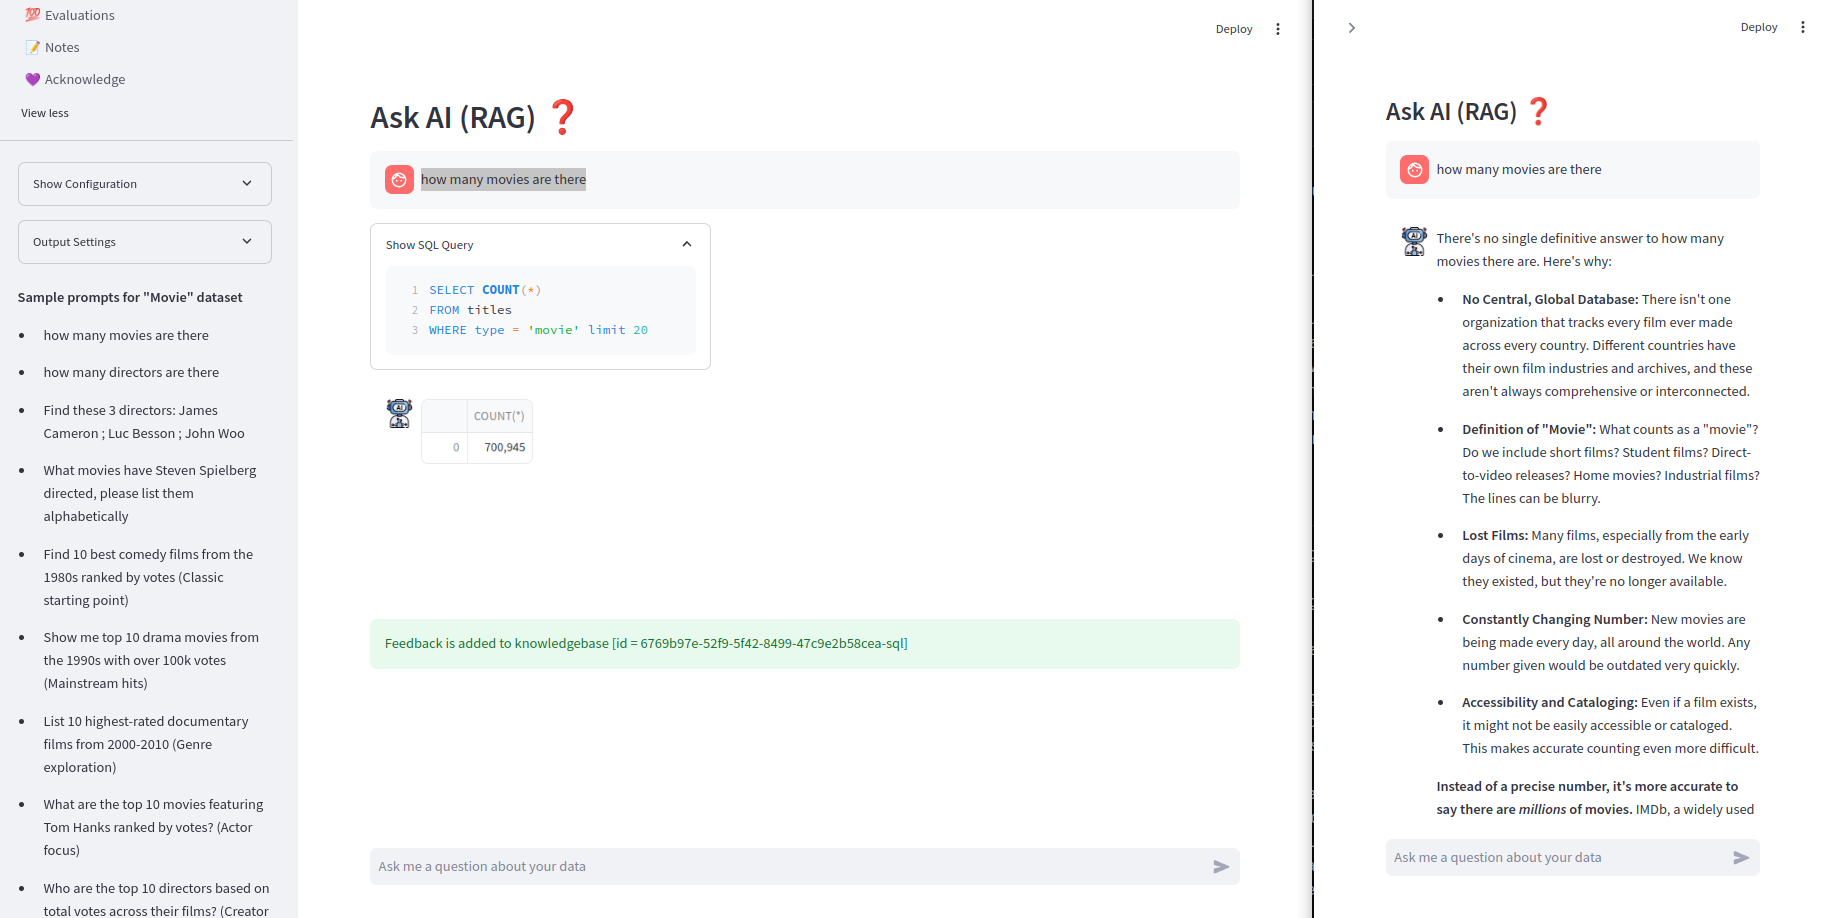 💯 Evaluations
📝 Notes
💜 Acknowledge
View less
Show Configuration
Output Settings
Sample prompts for "Movie" dataset
• how many movies are there
• how many directors are there
• Find these 3 directors: James
Cameron ; Luc Besson ; John Woo
• What movies have Steven Spielberg
directed, please list them
alphabetically
• Find 10 best comedy films from the
1980s ranked by votes (Classic
starting point)
• Show me top 10 drama movies from
the 1990s with over 100k votes
(Mainstream hits)
• List 10 highest-rated documentary
films from 2000-2010 (Genre
exploration)
• What are the top 10 movies featuring
Tom Hanks ranked by votes? (Actor
focus)
• Who are the top 10 directors based on
total votes across their films? (Creator
Deploy
Ask AI (RAG) ❓
how many movies are there
Show SQL Query
1 SELECT COUNT(*)
2 FROM titles
3 WHERE type = 'movie' limit 20
AI
COUNT(*)
0 700,945
Feedback is added to knowledgebase [id = 6769b97e-52f9-5f42-8499-47c9e2b58cea-sql]
Ask me a question about your data
Deploy
Ask AI (RAG) ❓
how many movies are there
AI
There's no single definitive answer to how many
movies there are. Here's why:
• No Central, Global Database: There isn't one
organization that tracks every film ever made
across every country. Different countries have
their own film industries and archives, and these
aren't always comprehensive or interconnected.
• Definition of "Movie": What counts as a "movie"?
Do we include short films? Student films? Direct-
to-video releases? Home movies? Industrial films?
The lines can be blurry.
• Lost Films: Many films, especially from the early
days of cinema, are lost or destroyed. We know
they existed, but they're no longer available.
• Constantly Changing Number: New movies are
being made every day, all around the world. Any
number given would be outdated very quickly.
• Accessibility and Cataloging: Even if a film exists,
it might not be easily accessible or cataloged.
This makes accurate counting even more difficult.
Instead of a precise number, it's more accurate to
say there are millions of movies. IMDb, a widely used
Ask me a question about your data